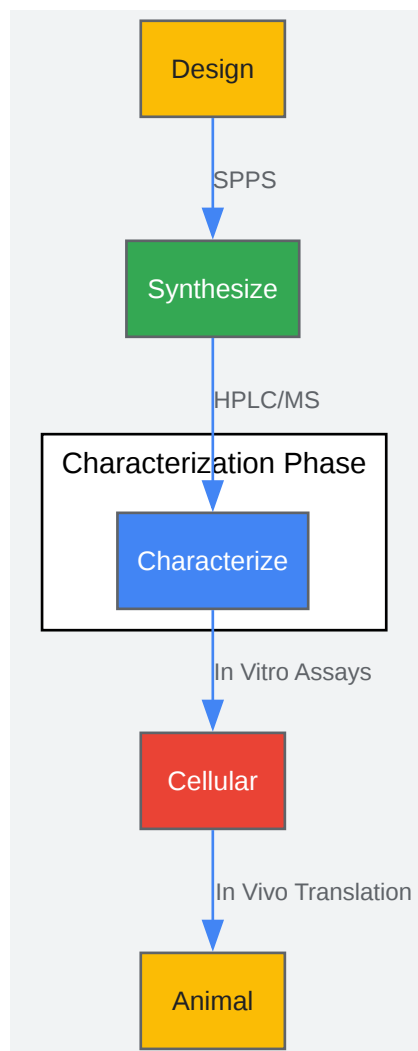 Design
SPPS
Synthesize
HPLC/MS
Characterization Phase
Characterize
In Vitro Assays
Cellular
In Vivo Translation
Animal